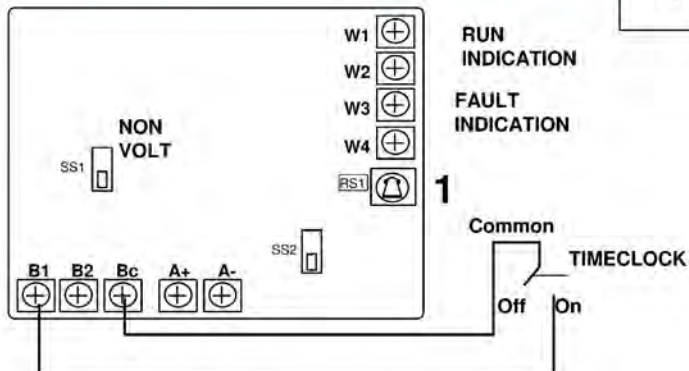 W1
RUN
INDICATION
W2
W3
FAULT
INDICATION
W4
NON
VOLT
SS1
RS1
1
SS2
Common
TIMECLOCK
B1 B2 Bc A+ A-
Off On